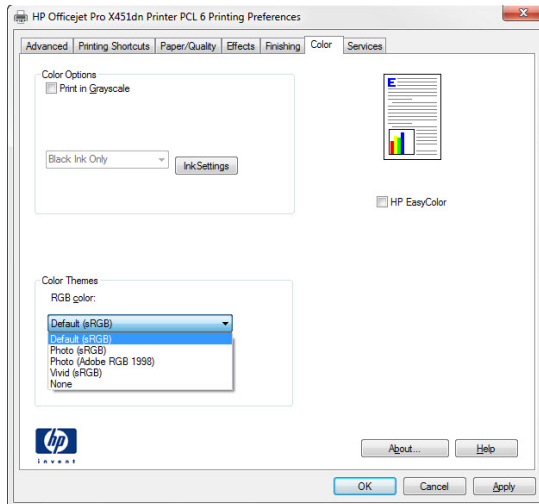 HP Officejet Pro X451dn Printer PCL 6 Printing Preferences
Advanced Printing Shortcuts Paper/Quality Effects Finishing Color Services
Color Options
Print in Grayscale
E
Black Ink Only
InkSettings
HP EasyColor
Color Themes
RGB color:
Default (sRGB)
Default (sRGB)
Photo (sRGB)
Photo (Adobe RGB 1998)
Vivid (sRGB)
None
hp
invent
About... Help
OK Cancel Apply